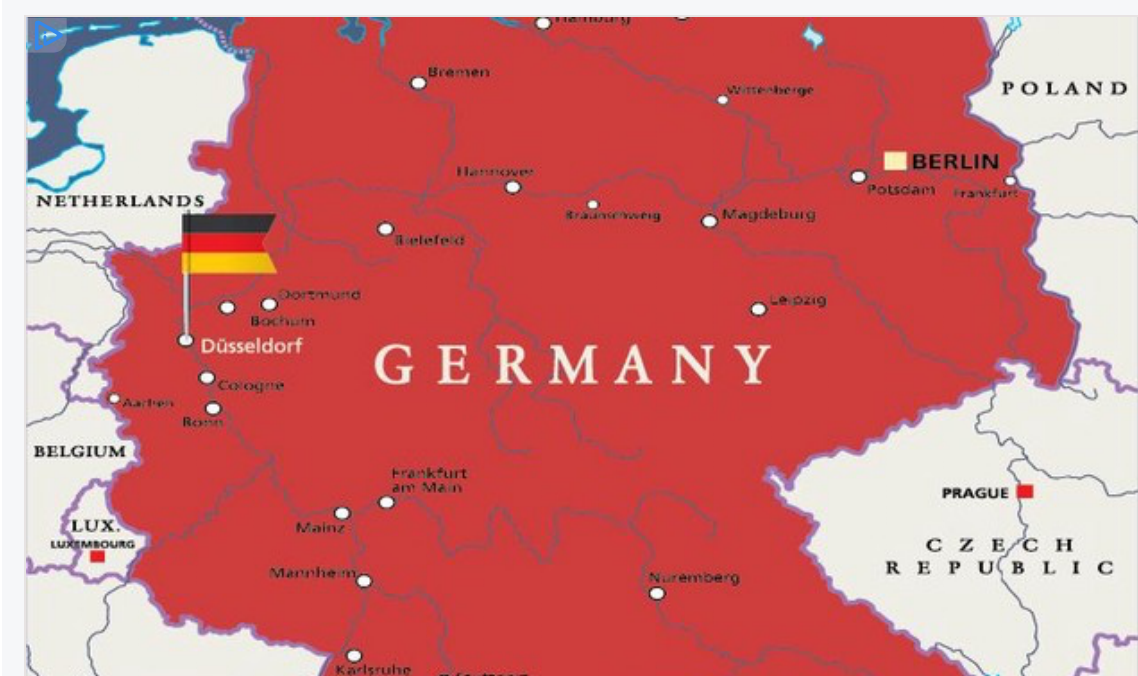 Hamburg
Bremen
Wittenberge
POLAND
BERLIN
Hannover
Potsdam
Frankfurt
NETHERLANDS
Braunschweig
Magdeburg
Bielefeld
Dortmund
Leipzig
Bochum
Düsseldorf
GERMANY
Cologne
Aachen
Bonn
BELGIUM
Frankfurt
am Main
PRAGUE
Mainz
LUX.
LUXEMBOURG
CZECH
REPUBLIC
Mannheim
Nuremberg
Karlsruhe